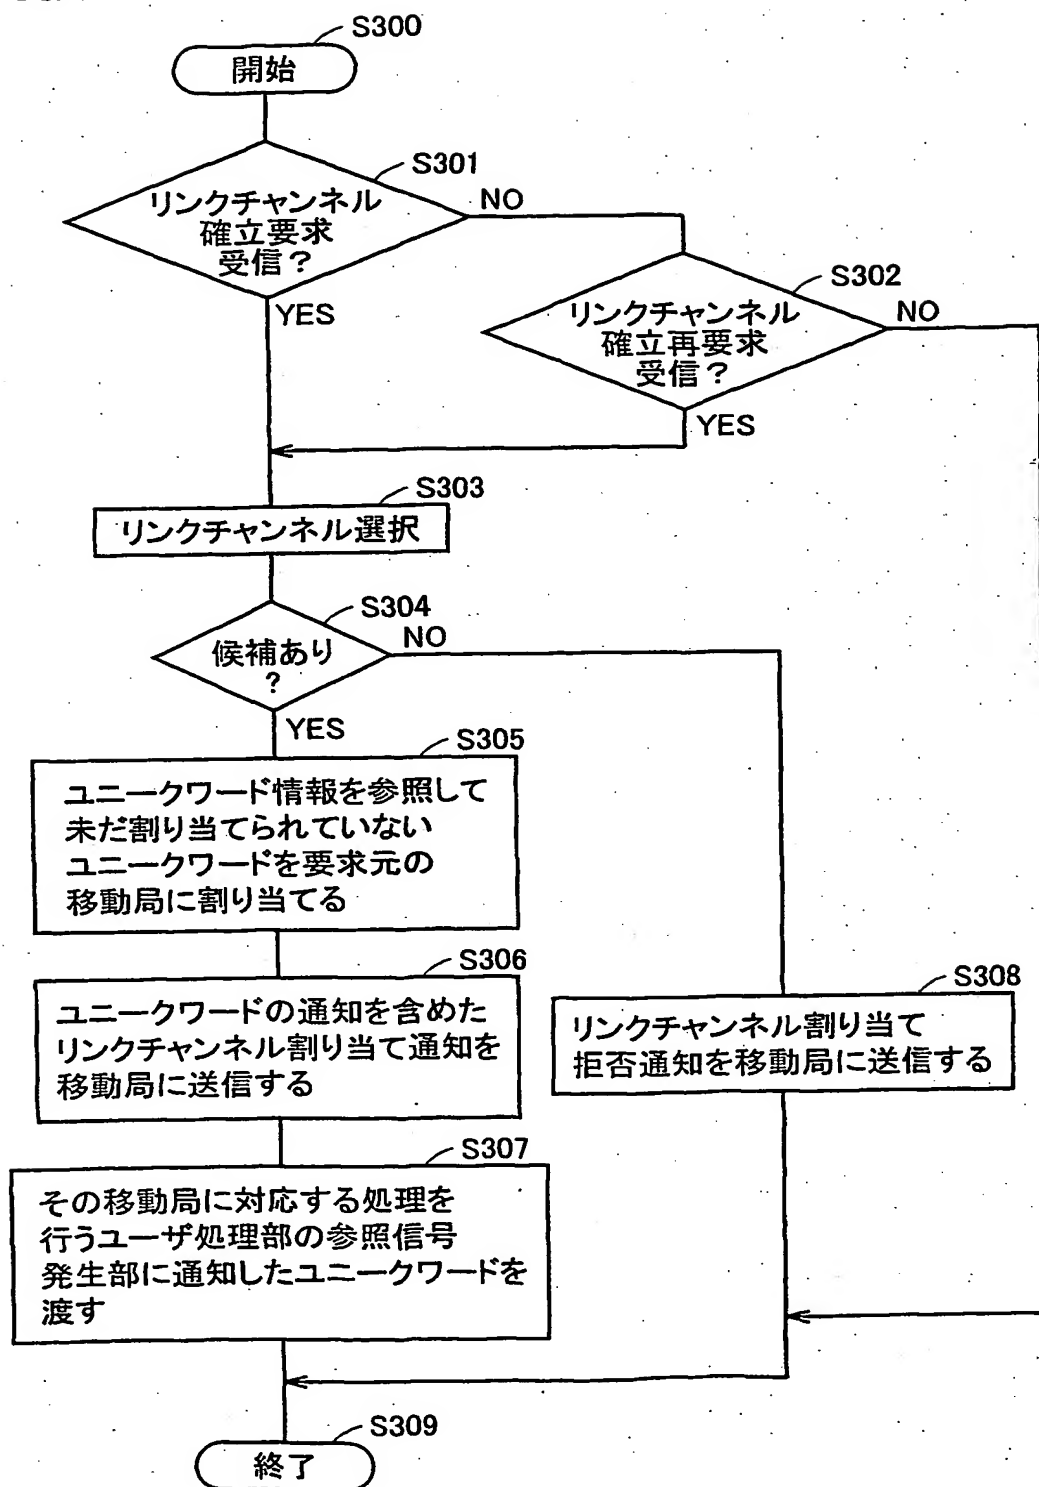 S300
開始
S301
リンクチャンネル
確立要求
受信?
NO
YES
S302
リンクチャンネル
確立再要求
受信?
NO
YES
S303
リンクチャンネル選択
S304
候補あり
?
NO
YES
S305
ユニークワード情報を参照して
未だ割り当てられていない
ユニークワードを要求元の
移動局に割り当てる
S306
ユニークワードの通知を含めた
リンクチャンネル割り当て通知を
移動局に送信する
S308
リンクチャンネル割り当て
拒否通知を移動局に送信する
S307
その移動局に対応する処理を
行うユーザ処理部の参照信号
発生部に通知したユニークワードを
渡す
S309
終了